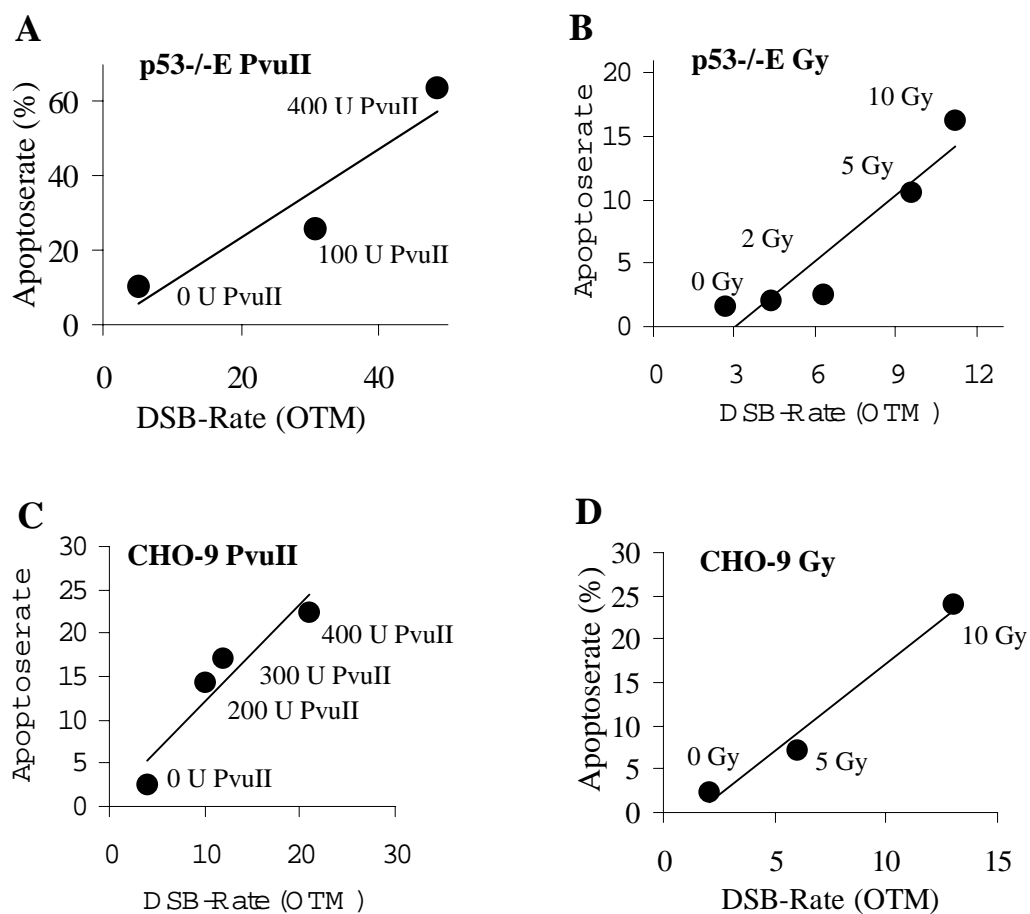 A
p53-/-E PvuII
Apoptoserate (%)
60
40
20
0
400 U PvuII
100 U PvuII
0 U PvuII
0 20 40
DSB-Rate (OTM)
B
p53-/-E Gy
Apoptoserate
20
15
10
5
0
10 Gy
5 Gy
2 Gy
0 Gy
0 3 6 9 12
DSB-Rate (OTM)
C
CHO-9 PvuII
Apoptoserate
30
25
20
15
10
5
0
400 U PvuII
300 U PvuII
200 U PvuII
0 U PvuII
0 10 20 30
DSB-Rate (OTM)
D
CHO-9 Gy
Apoptoserate (%)
30
25
20
15
10
5
0
10 Gy
0 Gy
5 Gy
0 5 10 15
DSB-Rate (OTM)